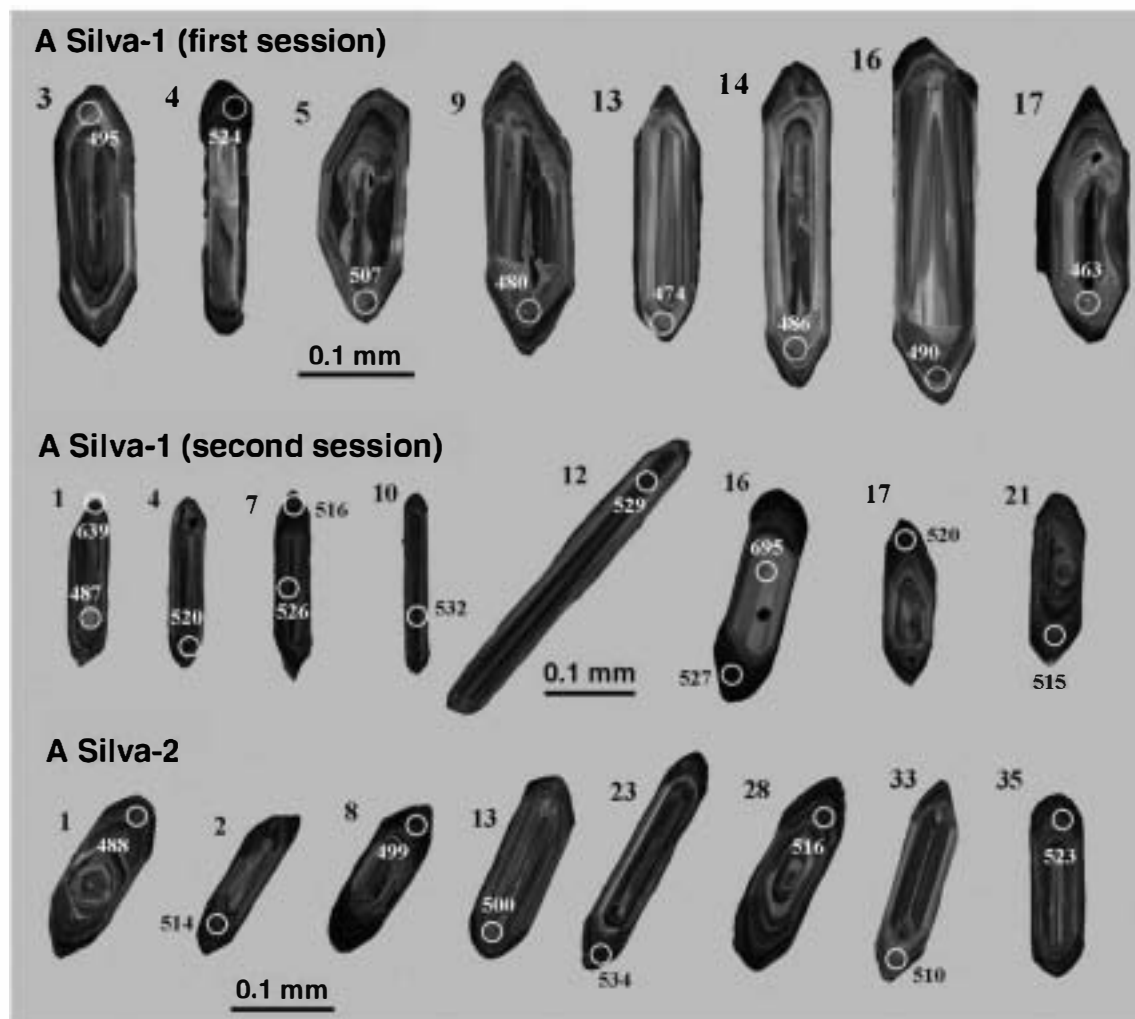 A Silva-1 (first session)
3 4 5 9 13 14 16 17
495 524 507 480 474 486 490 463
0.1 mm
A Silva-1 (second session)
1 4 7 10 12 16 17 21
639 487 520 516 526 532 529 695 527 520 515
0.1 mm
A Silva-2
1 2 8 13 23 28 33 35
488 514 499 500 534 516 510 523
0.1 mm